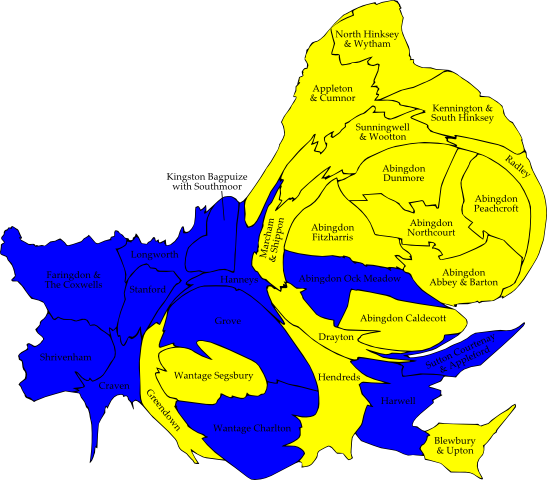 North Hinksey
& Wytham
Appleton
& Cumnor
Kennington &
South Hinksey
Sunningwell
& Wootton
Radley
Kingston Bagpuize
with Southmoor
Abingdon
Dunmore
Abingdon
Peachcroft
Marcham
& Shippon
Abingdon
Fitzharris
Abingdon
Northcourt
Longworth
Faringdon &
The Coxwells
Stanford
Hanneys
Abingdon Ock Meadow
Abingdon
Abbey & Barton
Grove
Abingdon Caldecott
Drayton
Shrivenham
Sutton Courtenay
& Appleford
Craven
Wantage Segsbury
Hendreds
Greendown
Harwell
Wantage Charlton
Blewbury
& Upton